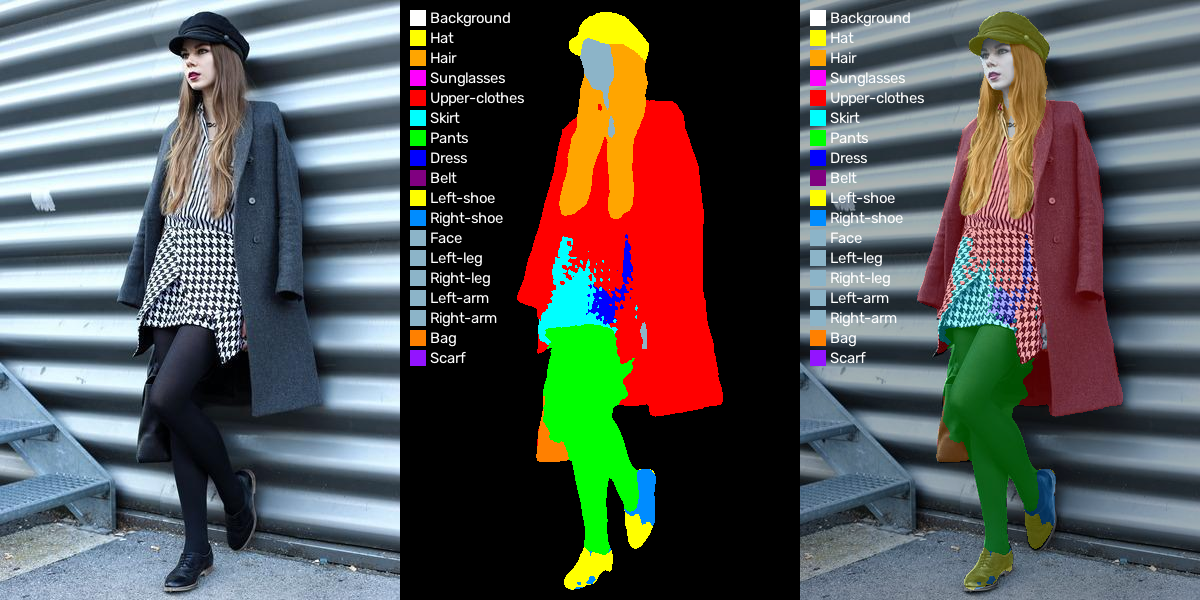 Background
Hat
Hair
Sunglasses
Upper-clothes
Skirt
Pants
Dress
Belt
Left-shoe
Right-shoe
Face
Left-leg
Right-leg
Left-arm
Right-arm
Bag
Scarf
Background
Hat
Hair
Sunglasses
Upper-clothes
Skirt
Pants
Dress
Belt
Left-shoe
Right-shoe
Face
Left-leg
Right-leg
Left-arm
Right-arm
Bag
Scarf